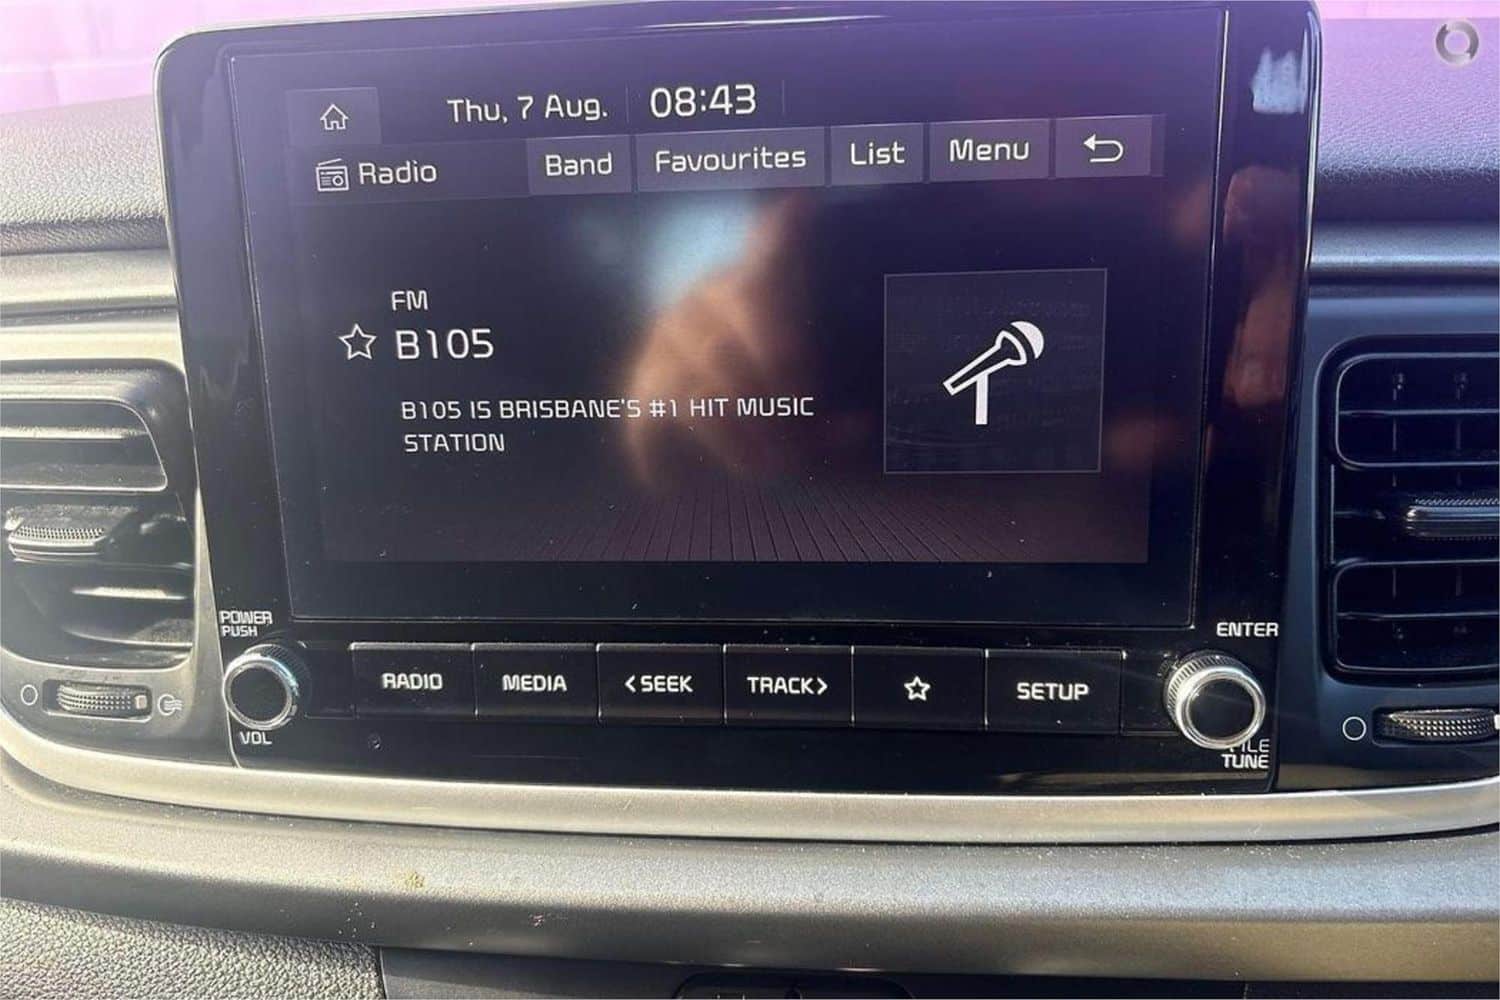 Thu, 7 Aug. 08:43
Radio Band Favourites List Menu
FM
B105
B105 IS BRISBANE'S #1 HIT MUSIC
STATION
POWER
PUSH
ENTER
RADIO MEDIA <SEEK TRACK> SETUP
VOL
TUNE